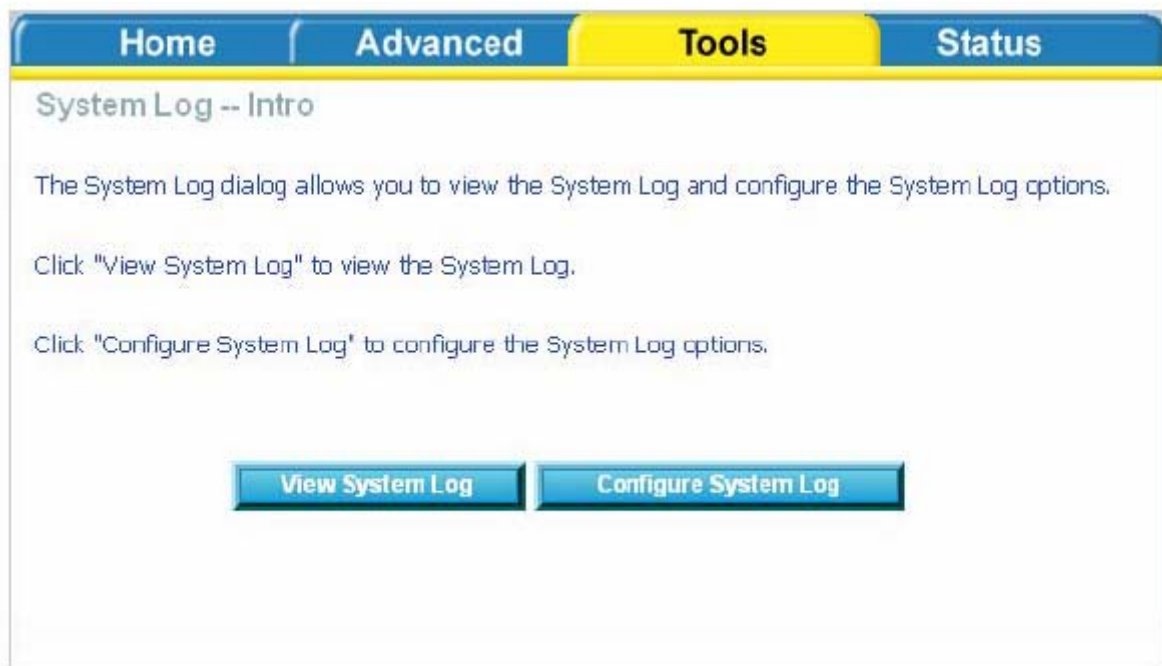 Home Advanced Tools Status
System Log -- Intro
The System Log dialog allows you to view the System Log and configure the System Log options.
Click "View System Log" to view the System Log.
Click "Configure System Log" to configure the System Log options.
View System Log Configure System Log